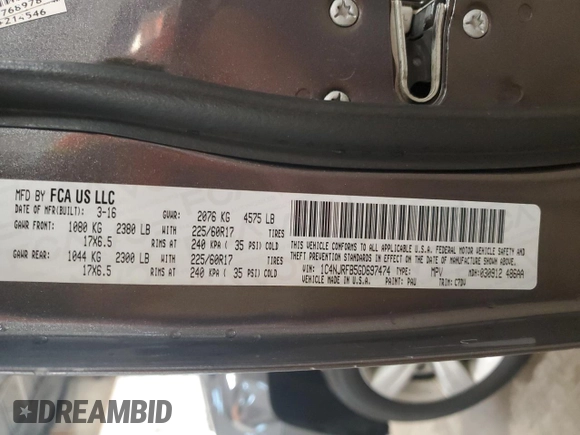 MFD BY FCA US LLC
DATE OF MFR(BUILT): 3-16 GVWR: 2076 KG 4575 LB
GAWR FRONT: 1080 KG 2380 LB 225/60R17 TIRES
17X6.5 RIMS AT 240 KPA ( 35 PSI) COLD
GAWR REAR: 1044 KG 2300 LB 225/60R17 TIRES
17X6.5 RIMS AT 240 KPA ( 35 PSI) COLD
THIS VEHICLE CONFORMS TO ALL APPLICABLE U.S.A. FEDERAL MOTOR VEHICLE SAFETY AND
THEFT PREVENTION STANDARDS IN EFFECT ON THE DATE OF MANUFACTURE SHOWN ABOVE.
VIN: 1C4NJRFB5GD697474 TYPE: MPV MDH:030912 486AA
VEHICLE MADE IN U.S.A. PAINT: PAU TRIM: C7DV
DREAMBID